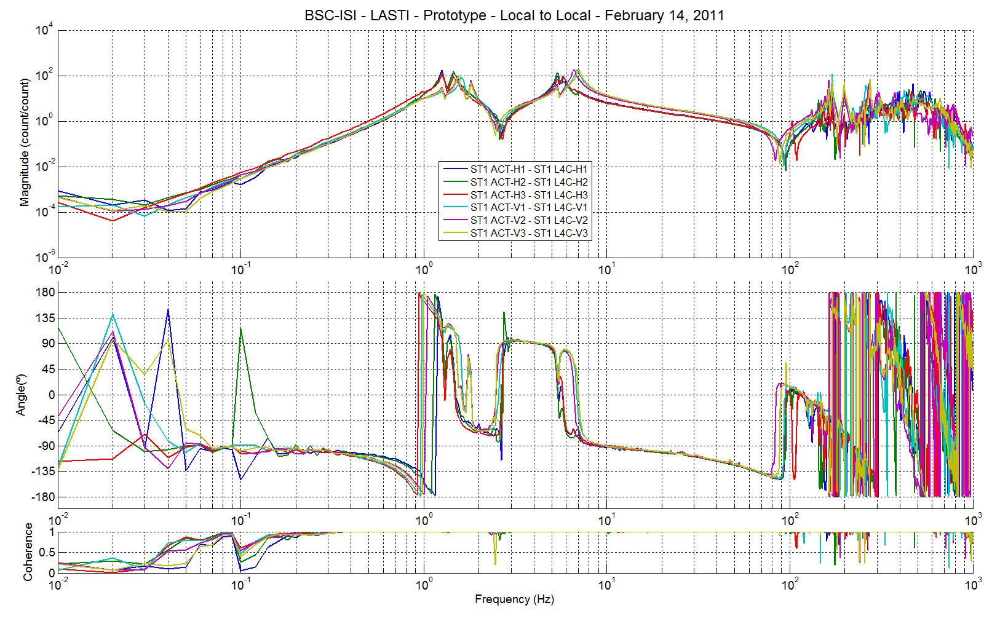 BSC-ISI - LASTI - Prototype - Local to Local - February 14, 2011
Magnitude (count/count)
10^4
10^2
10^0
10^-2
10^-4
10^-6
ST1 ACT-H1 - ST1 L4C-H1
ST1 ACT-H2 - ST1 L4C-H2
ST1 ACT-H3 - ST1 L4C-H3
ST1 ACT-V1 - ST1 L4C-V1
ST1 ACT-V2 - ST1 L4C-V2
ST1 ACT-V3 - ST1 L4C-V3
10^-2 10^-1 10^0 10^1 10^2 10^3
Angle(º)
180
135
90
45
0
-45
-90
-135
-180
10^-2 10^-1 10^0 10^1 10^2 10^3
Coherence
1
0.5
0
10^-2 10^-1 10^0 10^1 10^2 10^3
Frequency (Hz)